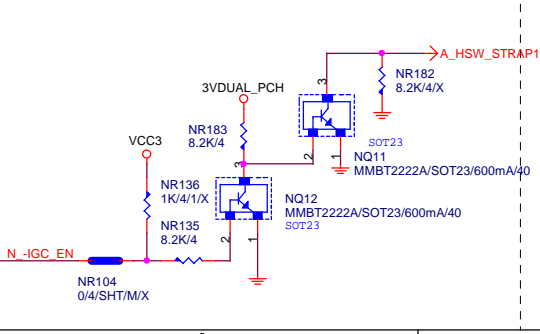 A_HSW_STRAP1
3
NR182
8.2K/4/X
3VDUAL_PCH
NR183
8.2K/4
SOT23
2
1
NQ11
MMBT2222A/SOT23/600mA/40
VCC3
3
NR136
1K/4/1/X
NQ12
MMBT2222A/SOT23/600mA/40
SOT23
NR135
8.2K/4
2
1
N_-IGC_EN
NR104
0/4/SHT/M/X